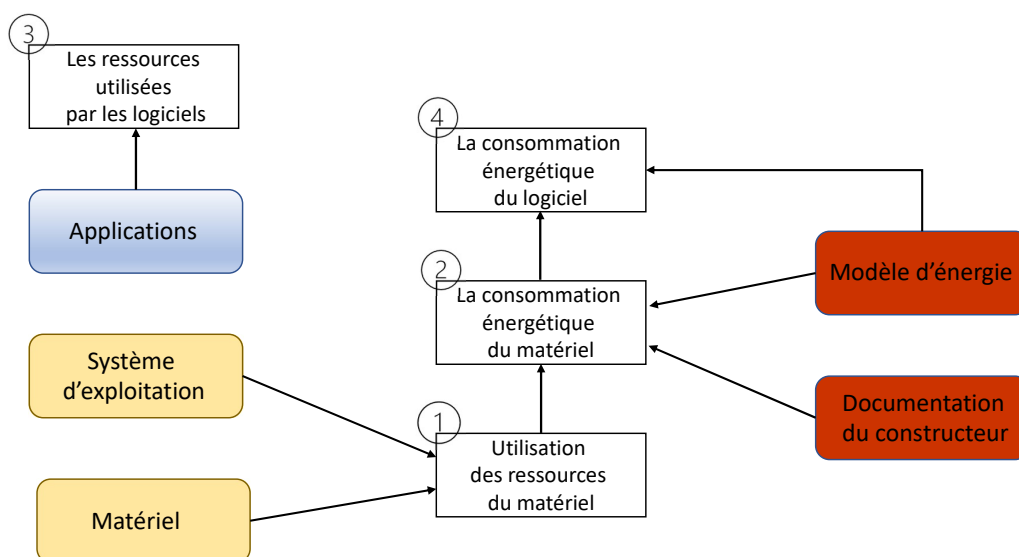 3
Les ressources
utilisées
par les logiciels
Applications
Système
d'exploitation
Matériel
4
La consommation
énergétique
du logiciel
2
La consommation
énergétique
du matériel
1
Utilisation
des ressources
du matériel
Modèle d'énergie
Documentation
du constructeur